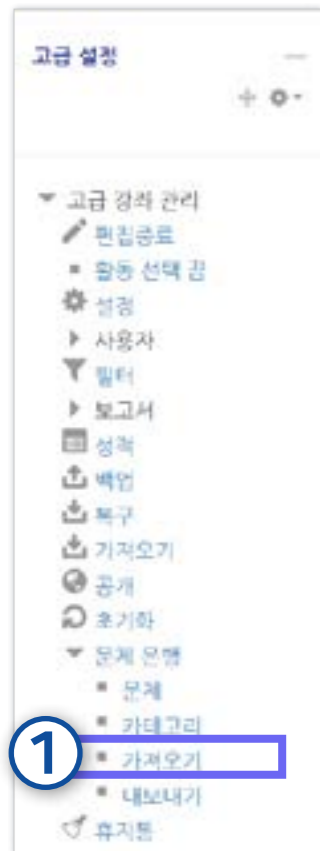 고급 설정
고급 강좌 관리
편집종료
활동 선택 끔
설정
사용자
필터
보고서
성적
백업
복구
가져오기
공개
초기화
문제 은행
문제
카테고리
1
가져오기
내보내기
휴지통